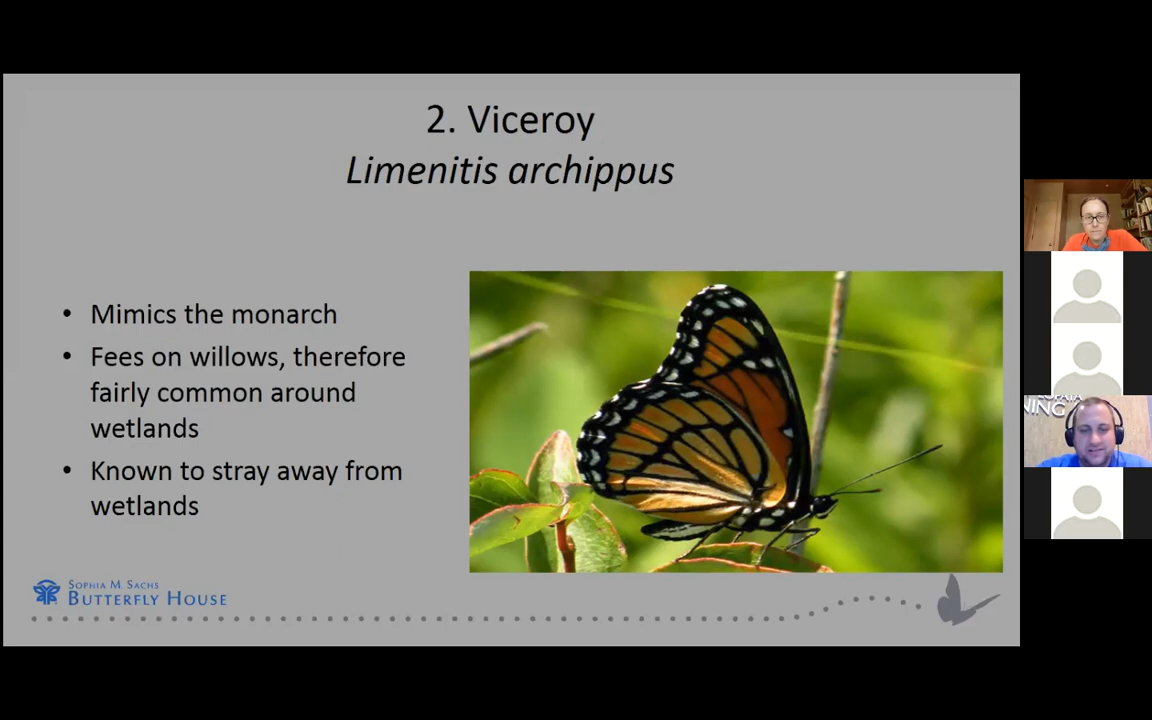 2. Viceroy
Limenitis archippus
• Mimics the monarch
• Fees on willows, therefore
fairly common around
wetlands
• Known to stray away from
wetlands
SOPHIA M. SACHS
BUTTERFLY HOUSE
NING